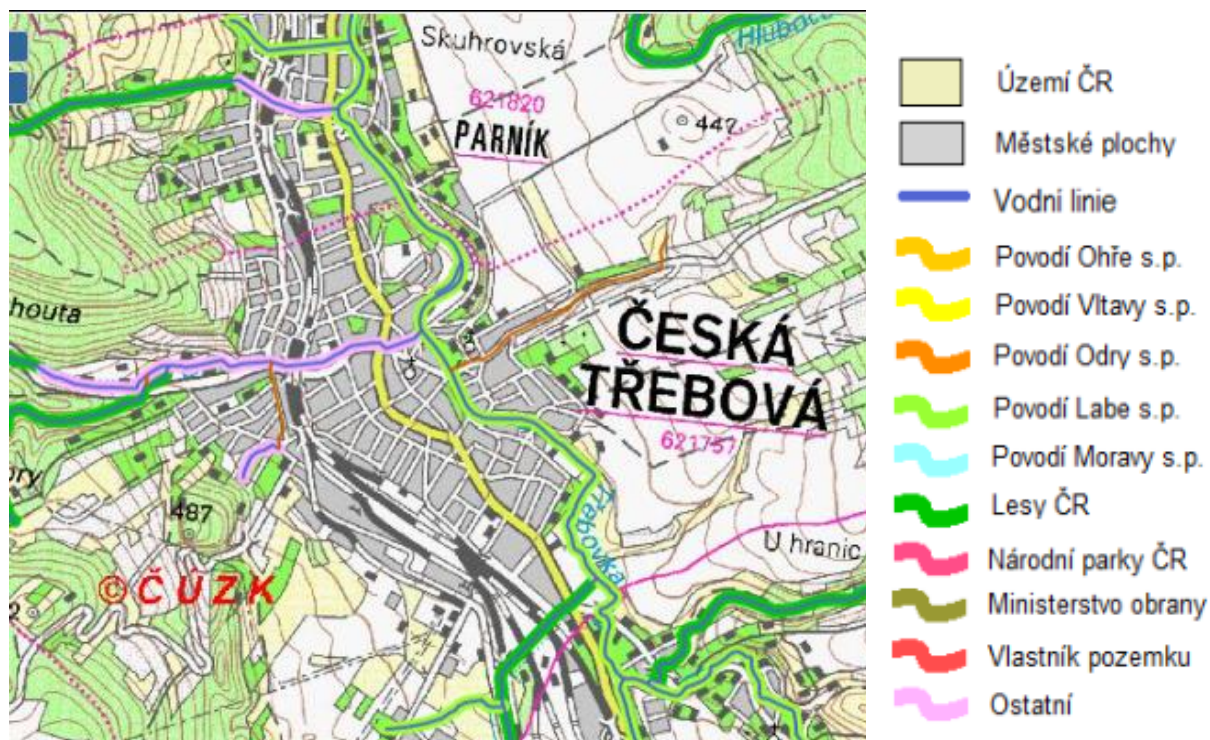 Skuhrovská
621820
PARNÍK
447
houta
ČESKÁ
TŘEBOVÁ
621757
Třebovka
487
U hranic
© ČÚZK
Území ČR
Městské plochy
Vodní linie
Povodí Ohře s.p.
Povodí Vltavy s.p.
Povodí Odry s.p.
Povodí Labe s.p.
Povodí Moravy s.p.
Lesy ČR
Národní parky ČR
Ministerstvo obrany
Vlastník pozemku
Ostatní